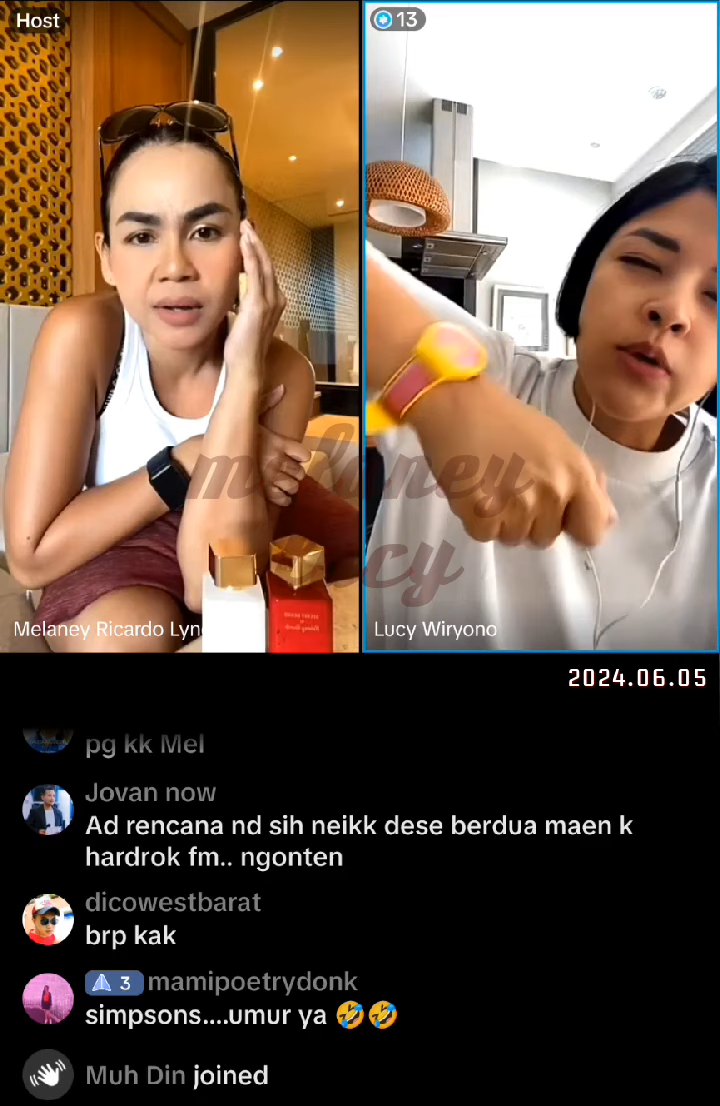 Host
13
melaney
Melaney Ricardo Lyn
Lucy Wiryono
2024.06.05
pg kk Mel
Jovan now
Ad rencana nd sih neikk dese berdua maen k
hardrok fm.. ngonten
dicowestbarat
brp kak
3 mamipoetrydonk
simpsons....umur ya 🤣🤣
Muh Din joined